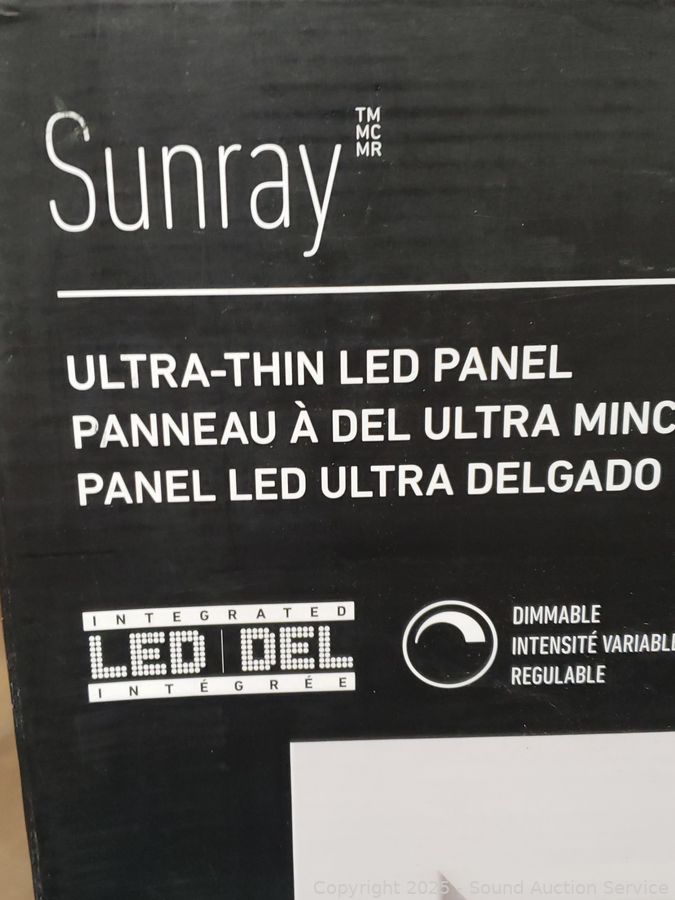 Sunray
TM
MC
MR
ULTRA-THIN LED PANEL
PANNEAU À DEL ULTRA MINC
PANEL LED ULTRA DELGADO
INTEGRATED
LED | DEL
INTÉGRÉE
DIMMABLE
INTENSITÉ VARIABLE
REGULABLE
Copyright 2025 - Sound Auction Service